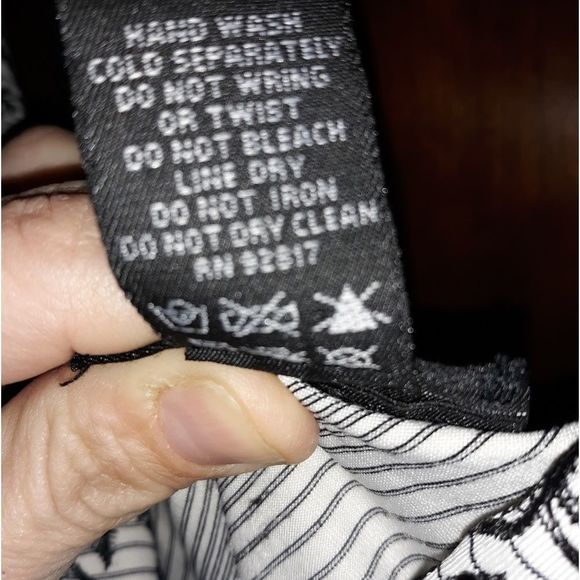 HAND WASH
COLD SEPARATELY
DO NOT WRING
OR TWIST
DO NOT BLEACH
LINE DRY
DO NOT IRON
DO NOT DRY CLEAN
RN 92817